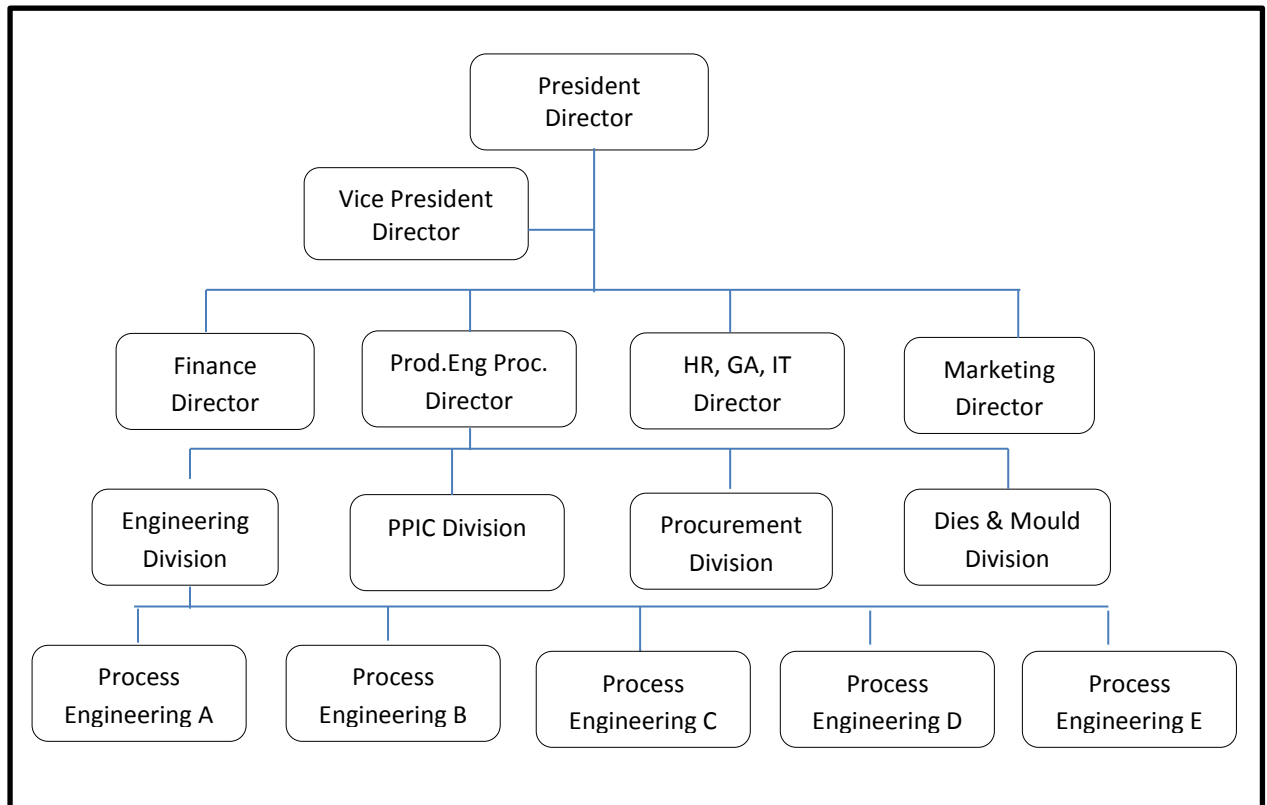 President
Director
Vice President
Director
Finance
Director
Prod.Eng Proc.
Director
HR, GA, IT
Director
Marketing
Director
Engineering
Division
PPIC Division
Procurement
Division
Dies & Mould
Division
Process
Engineering A
Process
Engineering B
Process
Engineering C
Process
Engineering D
Process
Engineering E